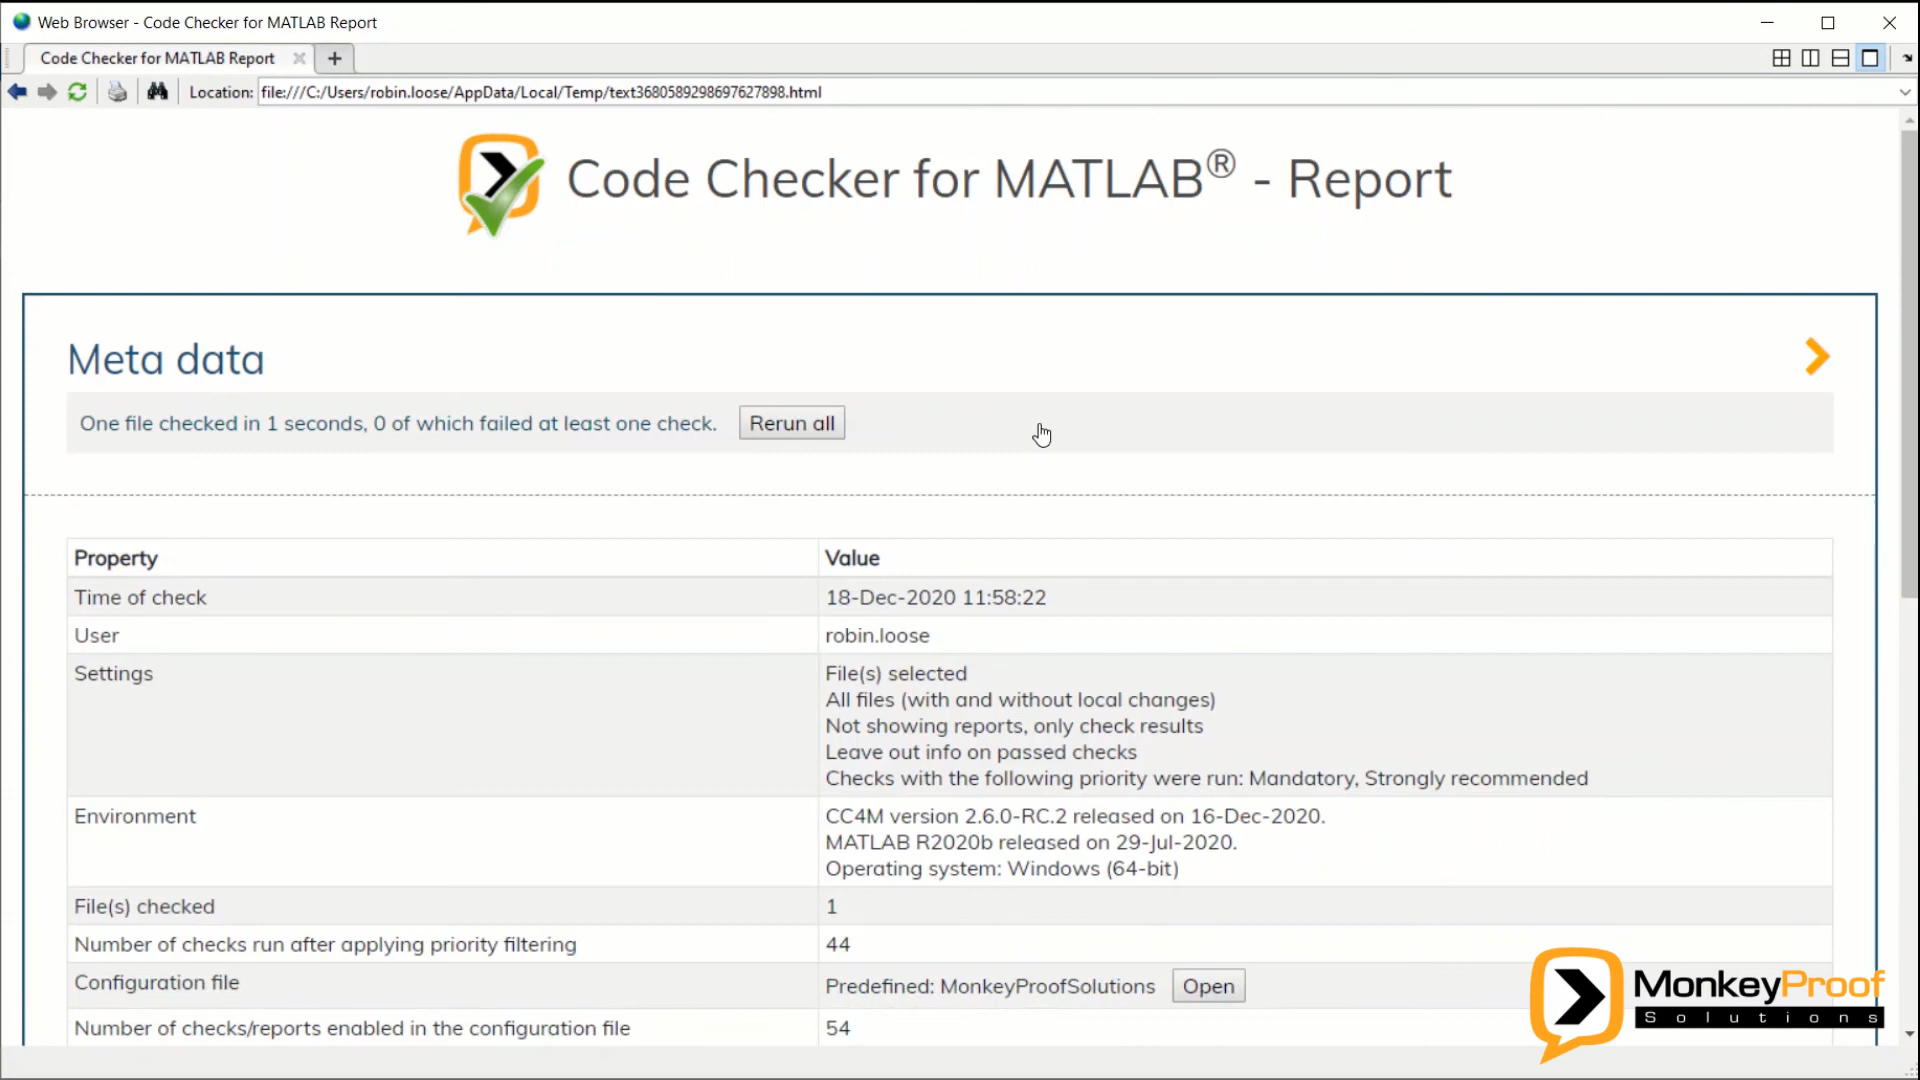 Web Browser - Code Checker for MATLAB Report
Code Checker for MATLAB Report
Location: file:///C:/Users/robin.loose/AppData/Local/Temp/text3680589298697627898.html
Code Checker for MATLAB® - Report
Meta data
One file checked in 1 seconds, 0 of which failed at least one check. Rerun all
Property Value
Time of check 18-Dec-2020 11:58:22
User robin.loose
Settings File(s) selected
All files (with and without local changes)
Not showing reports, only check results
Leave out info on passed checks
Checks with the following priority were run: Mandatory, Strongly recommended
Environment CC4M version 2.6.0-RC.2 released on 16-Dec-2020.
MATLAB R2020b released on 29-Jul-2020.
Operating system: Windows (64-bit)
File(s) checked 1
Number of checks run after applying priority filtering 44
Configuration file Predefined: MonkeyProofSolutions Open
Number of checks/reports enabled in the configuration file 54
MonkeyProof
Solutions